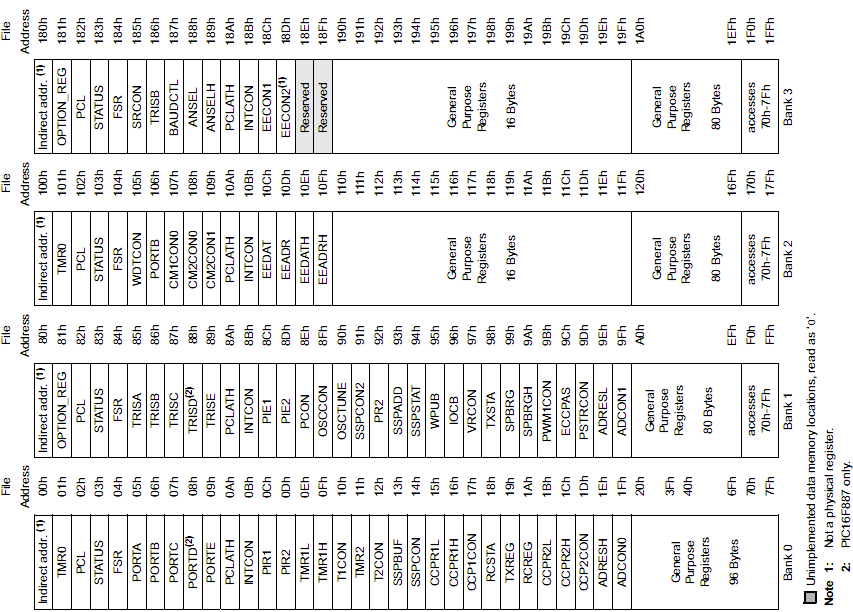 File File File File
Address Address Address Address
Indirect addr. (1) 00h Indirect addr. (1) 80h Indirect addr. (1) 100h Indirect addr. (1) 180h
TMR0 01h OPTION_REG 81h TMR0 101h OPTION_REG 181h
PCL 02h PCL 82h PCL 102h PCL 182h
STATUS 03h STATUS 83h STATUS 103h STATUS 183h
FSR 04h FSR 84h FSR 104h FSR 184h
PORTA 05h TRISA 85h WDTCON 105h SRCON 185h
PORTB 06h TRISB 86h PORTB 106h TRISB 186h
PORTC 07h TRISC 87h CM1CON0 107h BAUDCTL 187h
PORTD(2) 08h TRISD(2) 88h CM2CON0 108h ANSEL 188h
PORTE 09h TRISE 89h CM2CON1 109h ANSELH 189h
PCLATH 0Ah PCLATH 8Ah PCLATH 10Ah PCLATH 18Ah
INTCON 0Bh INTCON 8Bh INTCON 10Bh INTCON 18Bh
PIR1 0Ch PIE1 8Ch EEDAT 10Ch EECON1 18Ch
PIR2 0Dh PIE2 8Dh EEADR 10Dh EECON2(1) 18Dh
TMR1L 0Eh PCON 8Eh EEDATH 10Eh Reserved 18Eh
TMR1H 0Fh OSCCON 8Fh EEADRH 10Fh Reserved 18Fh
T1CON 10h OSCTUNE 90h 110h 190h
TMR2 11h SSPCON2 91h 111h 191h
T2CON 12h PR2 92h 112h 192h
SSPBUF 13h SSPADD 93h 113h 193h
SSPCON 14h SSPSTAT 94h 114h 194h
CCPR1L 15h WPUB 95h 115h 195h
CCPR1H 16h IOCB 96h General 116h General 196h
CCP1CON 17h VRCON 97h Purpose 117h Purpose 197h
RCSTA 18h TXSTA 98h Registers 118h Registers 198h
TXREG 19h SPBRG 99h 16 Bytes 119h 16 Bytes 199h
RCREG 1Ah SPBRGH 9Ah 11Ah 19Ah
CCPR2L 1Bh PWM1CON 9Bh 11Bh 19Bh
CCPR2H 1Ch ECCPAS 9Ch 11Ch 19Ch
CCP2CON 1Dh PSTRCON 9Dh 11Dh 19Dh
ADRESH 1Eh ADRESL 9Eh 11Eh 19Eh
ADCON0 1Fh ADCON1 9Fh 11Fh 19Fh
20h A0h 120h 1A0h
General General General
3Fh Purpose Purpose Purpose
General 40h Registers Registers Registers
Purpose
Registers 80 Bytes 80 Bytes 80 Bytes
96 Bytes 6Fh EFh 16Fh 1EFh
70h accesses F0h accesses 170h accesses 1F0h
7Fh 70h-7Fh FFh 70h-7Fh 17Fh 70h-7Fh 1FFh
Bank 0 Bank 1 Bank 2 Bank 3
Unimplemented data memory locations, read as '0'.
Note 1: Not a physical register.
2: PIC16F887 only.